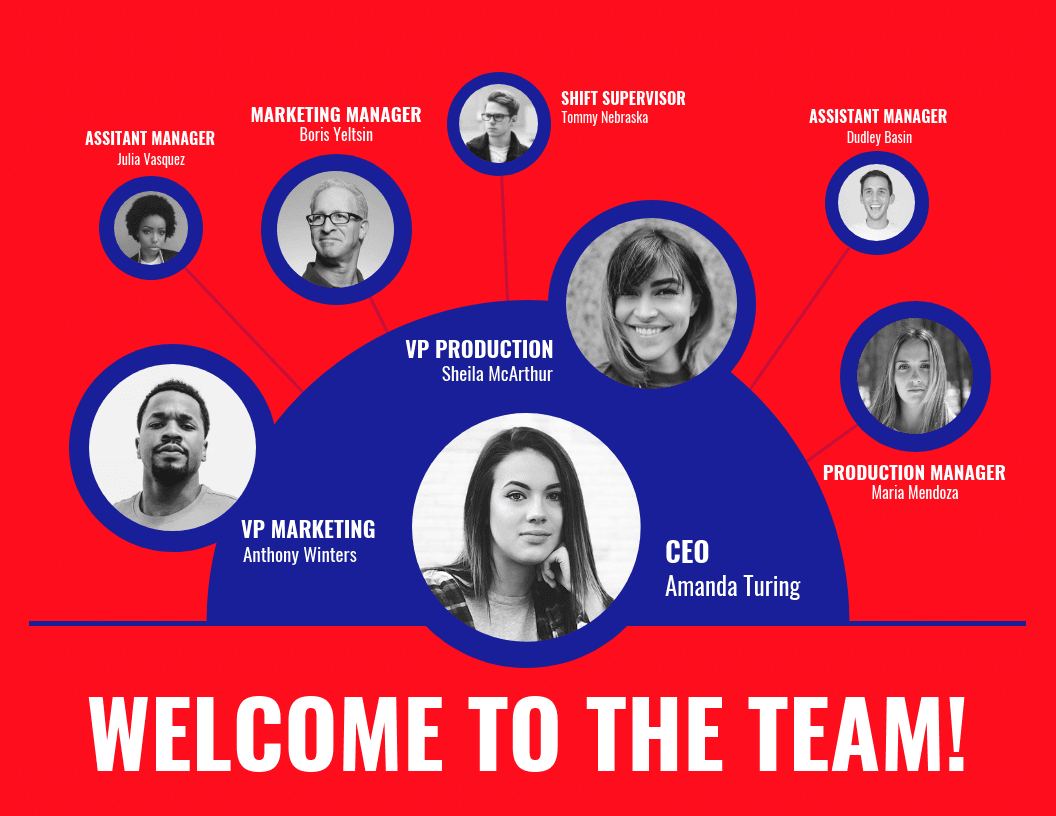 SHIFT SUPERVISOR
Tommy Nebraska
MARKETING MANAGER
Boris Yeltsin
ASSISTANT MANAGER
Dudley Basin
ASSITANT MANAGER
Julia Vasquez
VP PRODUCTION
Sheila McArthur
PRODUCTION MANAGER
Maria Mendoza
VP MARKETING
Anthony Winters
CEO
Amanda Turing
WELCOME TO THE TEAM!